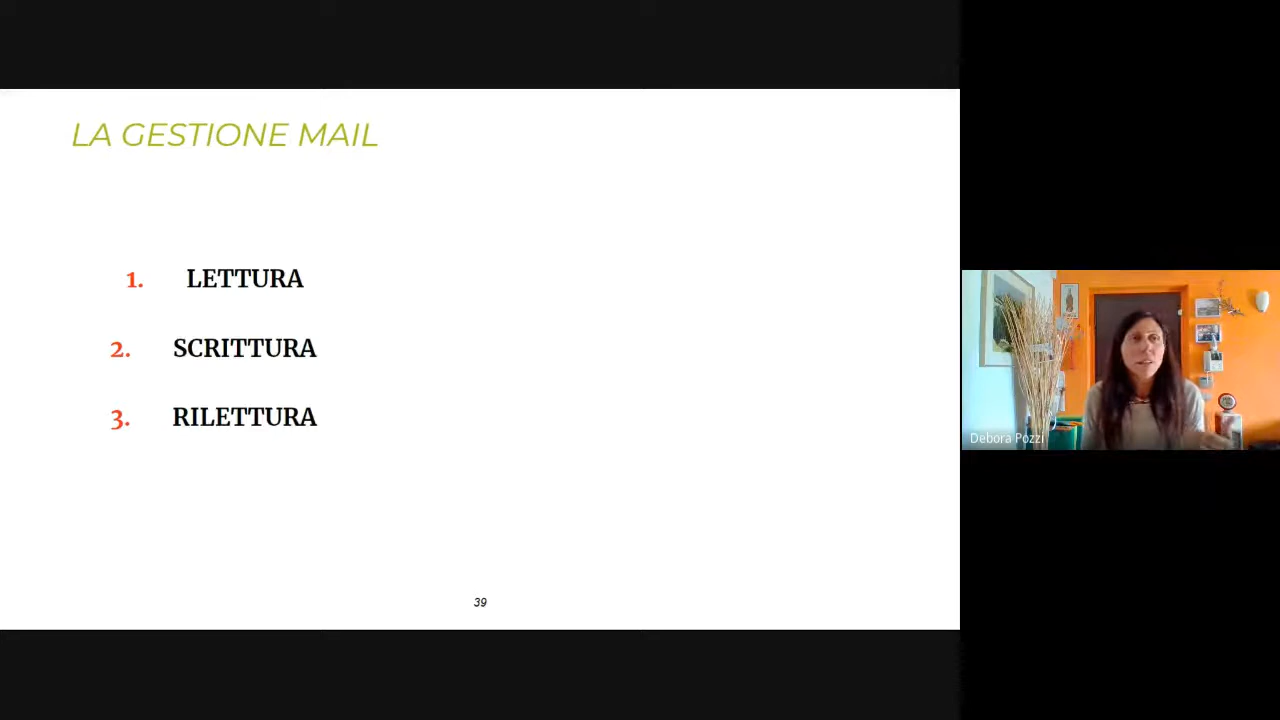 LA GESTIONE MAIL
1. LETTURA
2. SCRITTURA
3. RILETTURA
39
Debora Pozzi